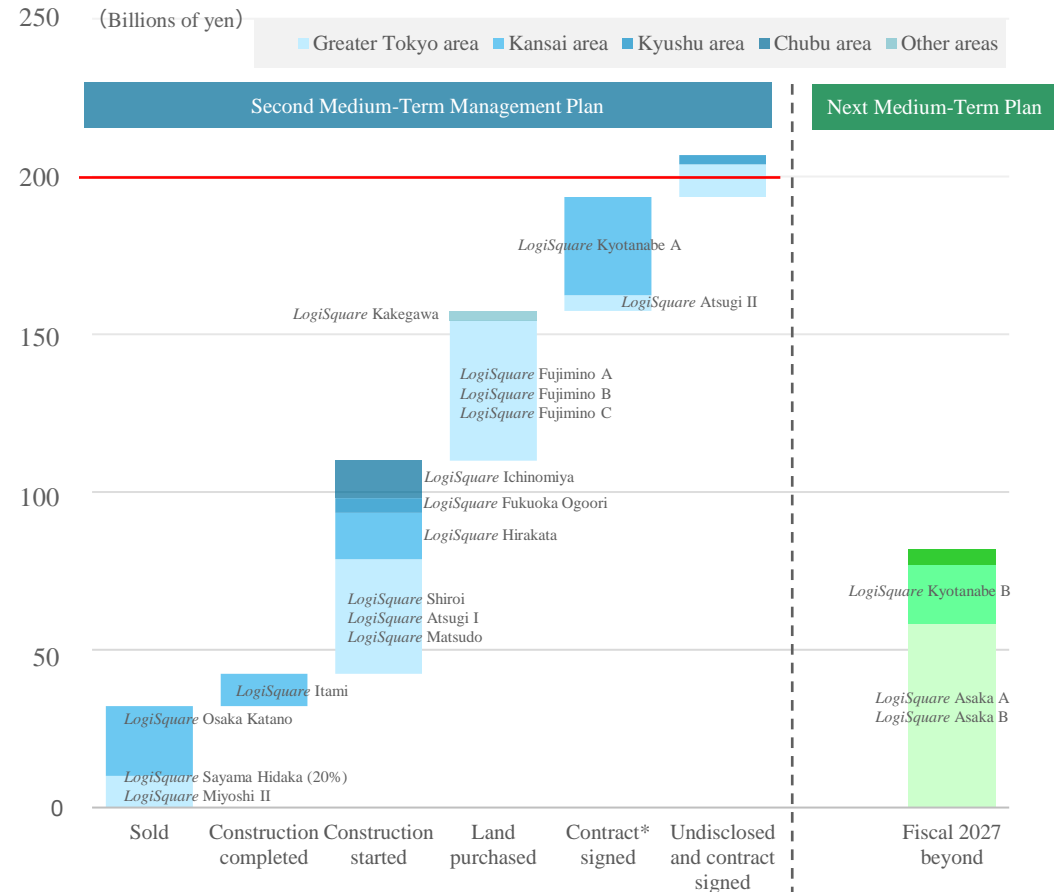 250
(Billions of yen)
Greater Tokyo area Kansai area Kyushu area Chubu area Other areas
Second Medium-Term Management Plan
Next Medium-Term Plan
200
LogiSquare Kyotanabe A
LogiSquare Atsugi II
LogiSquare Kakegawa
150
LogiSquare Fujimino A
LogiSquare Fujimino B
LogiSquare Fujimino C
100
LogiSquare Ichinomiya
LogiSquare Fukuoka Ogoori
LogiSquare Hirakata
LogiSquare Shiroi
LogiSquare Atsugi I
LogiSquare Matsudo
LogiSquare Kyotanabe B
50
LogiSquare Itami
LogiSquare Asaka A
LogiSquare Asaka B
LogiSquare Osaka Katano
LogiSquare Sayama Hidaka (20%)
LogiSquare Miyoshi II
0
Sold
Construction
completed
Construction
started
Land
purchased
Contract*
signed
Undisclosed
and contract
signed
Fiscal 2027
beyond